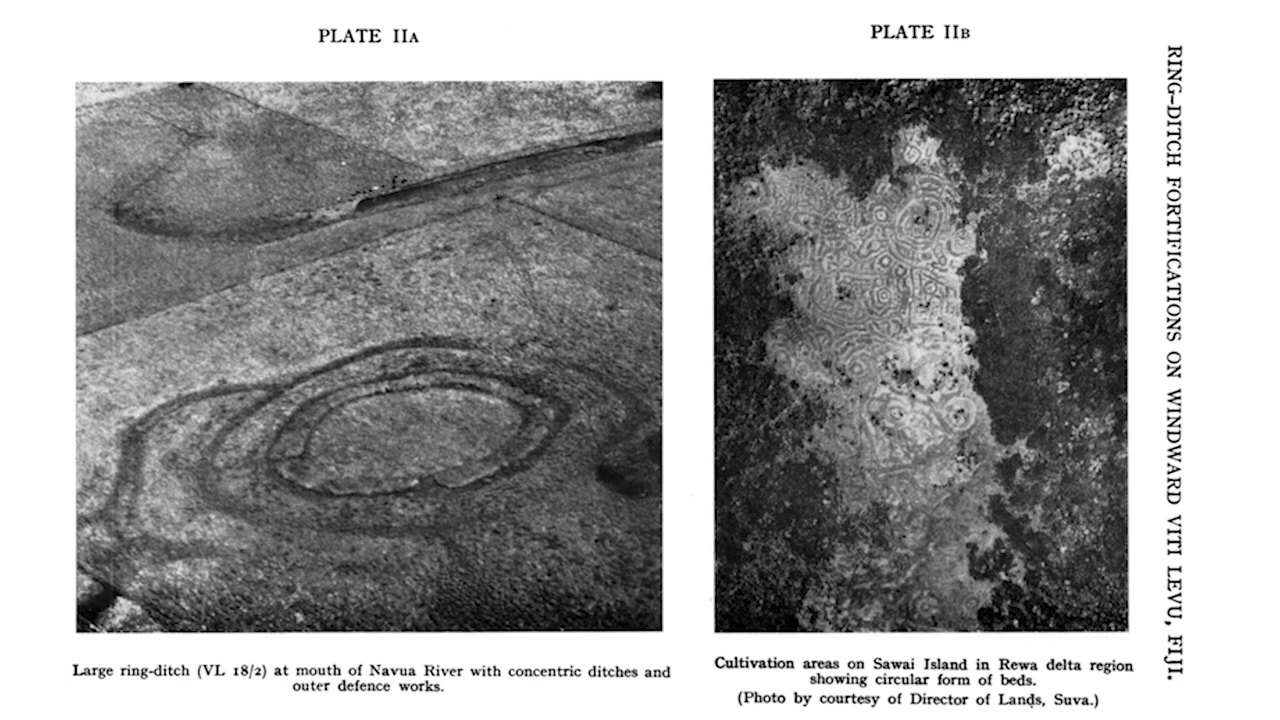 PLATE IIA
Large ring-ditch (VL 18/2) at mouth of Navua River with concentric ditches and
outer defence works.
PLATE IIB
Cultivation areas on Sawai Island in Rewa delta region
showing circular form of beds.
(Photo by courtesy of Director of Lands, Suva.)
RING-DITCH FORTIFICATIONS ON WINDWARD VITI LEVU, FIJI.